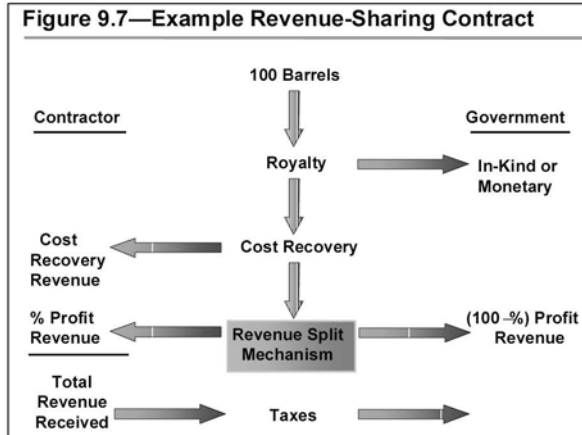 Figure 9.7—Example Revenue-Sharing Contract
100 Barrels
Contractor
Government
Royalty
In-Kind or
Monetary
Cost
Recovery
Revenue
Cost Recovery
% Profit
Revenue
Revenue Split
Mechanism
(100 –%) Profit
Revenue
Total
Revenue
Received
Taxes